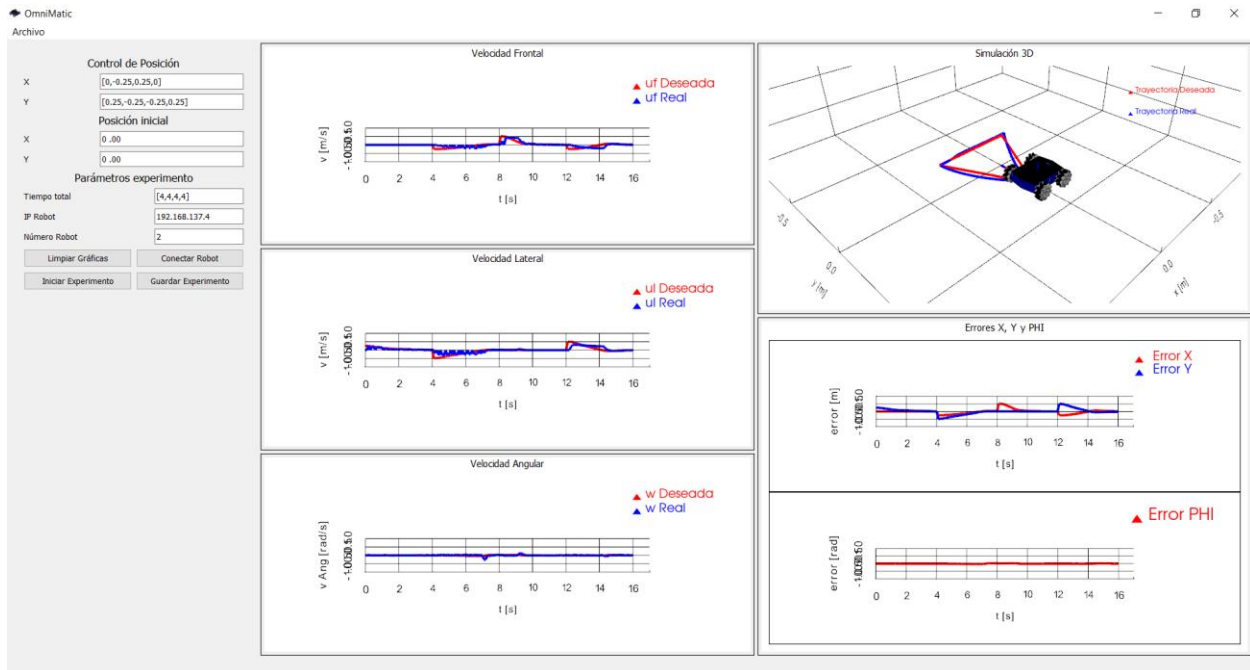 OmniMatic
Archivo
Control de Posición
X [0,-0.25,0.25,0]
Y [0.25,-0.25,-0.25,0.25]
Posición inicial
X 0 .00
Y 0 .00
Parámetros experimento
Tiempo total [4,4,4,4]
IP Robot 192.168.137.4
Número Robot 2
Limpiar Gráficas Conectar Robot
Iniciar Experimento Guardar Experimento
Velocidad Frontal
uf Deseada
uf Real
v [m/s]
0 2 4 6 8 10 12 14 16
t [s]
Velocidad Lateral
ul Deseada
ul Real
v [m/s]
0 2 4 6 8 10 12 14 16
t [s]
Velocidad Angular
w Deseada
w Real
v Ang [rad/s]
0 2 4 6 8 10 12 14 16
t [s]
Simulación 3D
Trayectoria Deseada
Trayectoria Real
-0.5
0.0
y [m]
-0.5
0.0
x [m]
Errores X, Y y PHI
Error X
Error Y
error [m]
0 2 4 6 8 10 12 14 16
t [s]
Error PHI
error [rad]
0 2 4 6 8 10 12 14 16
t [s]